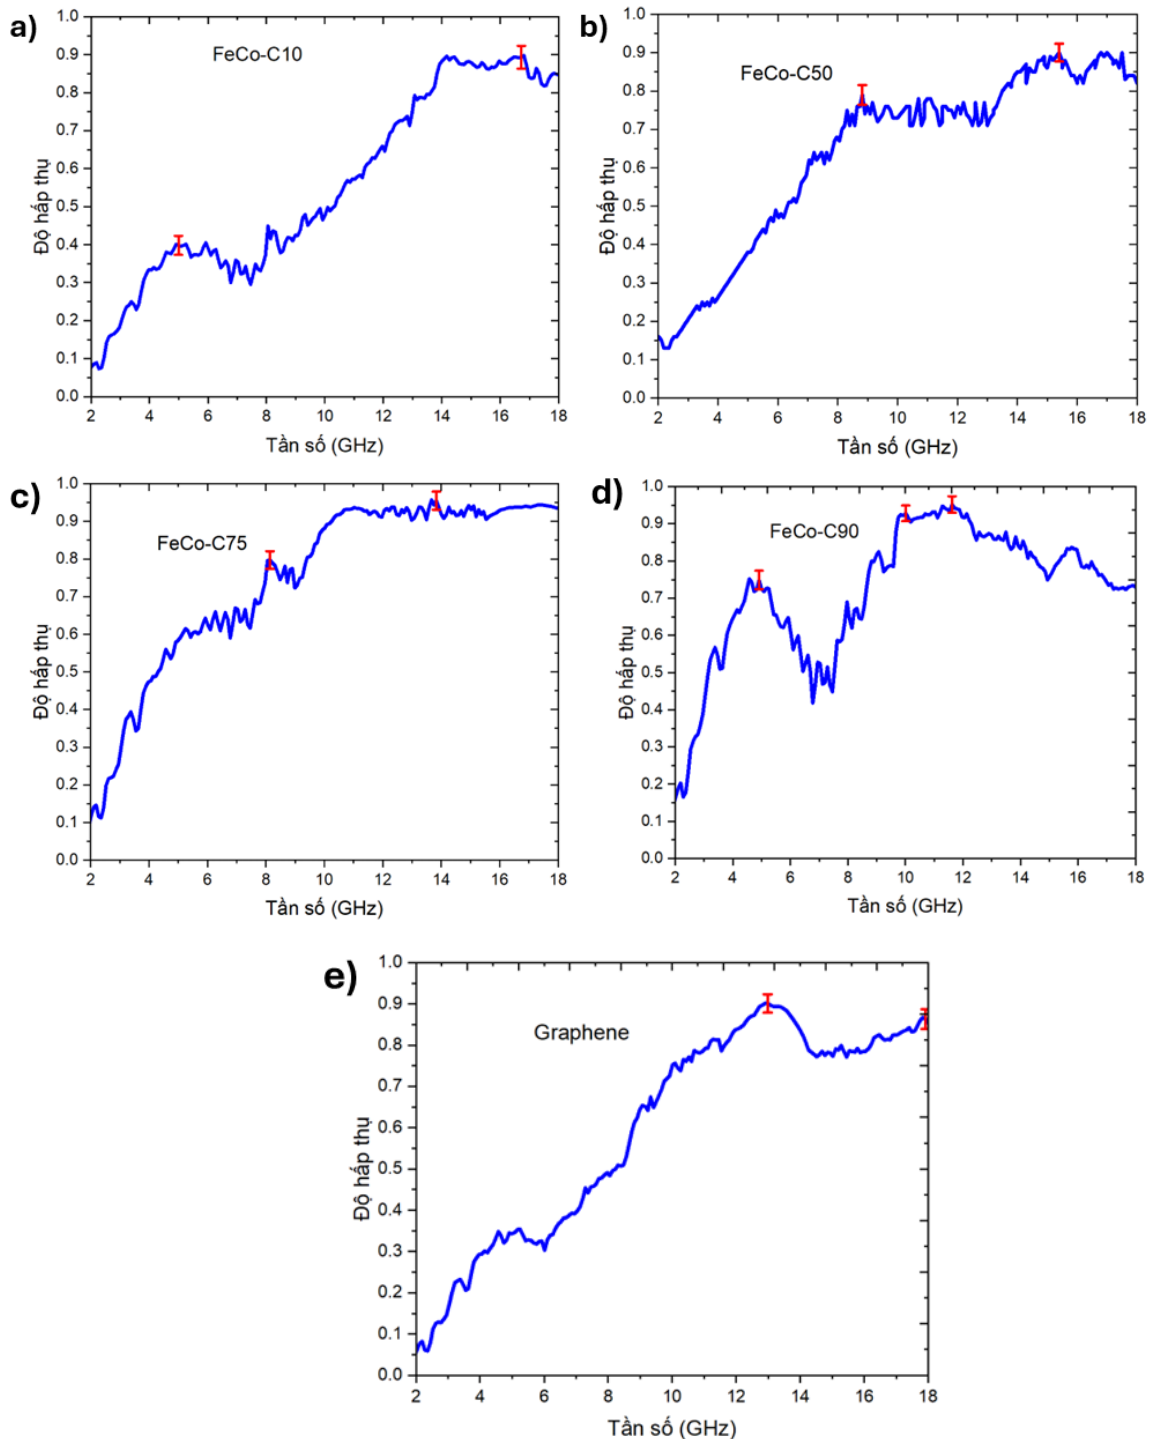 a)
FeCo-C10
Độ hấp thụ
1.0
0.9
0.8
0.7
0.6
0.5
0.4
0.3
0.2
0.1
0.0
2 4 6 8 10 12 14 16 18
Tần số (GHz)
b)
FeCo-C50
Độ hấp thụ
1.0
0.9
0.8
0.7
0.6
0.5
0.4
0.3
0.2
0.1
0.0
2 4 6 8 10 12 14 16 18
Tần số (GHz)
c)
FeCo-C75
Độ hấp thụ
1.0
0.9
0.8
0.7
0.6
0.5
0.4
0.3
0.2
0.1
0.0
2 4 6 8 10 12 14 16 18
Tần số (GHz)
d)
FeCo-C90
Độ hấp thụ
1.0
0.9
0.8
0.7
0.6
0.5
0.4
0.3
0.2
0.1
0.0
2 4 6 8 10 12 14 16 18
Tần số (GHz)
e)
Graphene
Độ hấp thụ
1.0
0.9
0.8
0.7
0.6
0.5
0.4
0.3
0.2
0.1
0.0
2 4 6 8 10 12 14 16 18
Tần số (GHz)